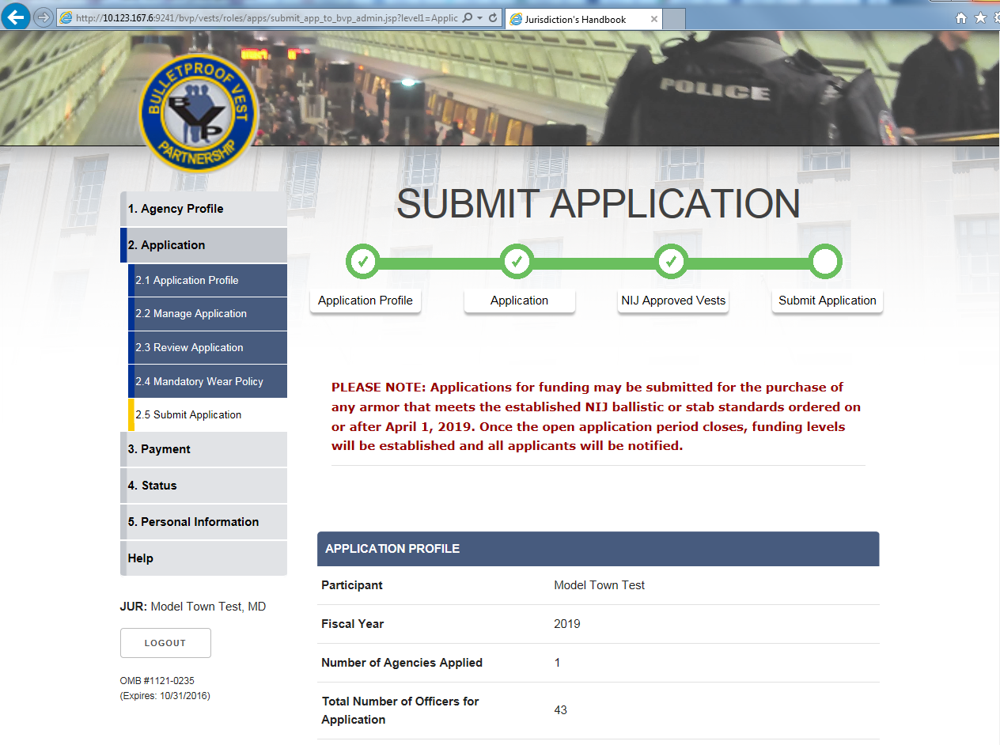 http://10.123.167.6:9241/bvp/vests/roles/apps/submit_app_to_bvp_admin.jsp?level1=Applic
Jurisdiction's Handbook
BULLETPROOF VEST
BVP
PARTNERSHIP
POLICE
1. Agency Profile
2. Application
2.1 Application Profile
2.2 Manage Application
2.3 Review Application
2.4 Mandatory Wear Policy
2.5 Submit Application
3. Payment
4. Status
5. Personal Information
Help
JUR: Model Town Test, MD
LOGOUT
OMB #1121-0235
(Expires: 10/31/2016)
SUBMIT APPLICATION
Application Profile
Application
NIJ Approved Vests
Submit Application
PLEASE NOTE: Applications for funding may be submitted for the purchase of
any armor that meets the established NIJ ballistic or stab standards ordered on
or after April 1, 2019. Once the open application period closes, funding levels
will be established and all applicants will be notified.
APPLICATION PROFILE
Participant Model Town Test
Fiscal Year 2019
Number of Agencies Applied 1
Total Number of Officers for
Application 43